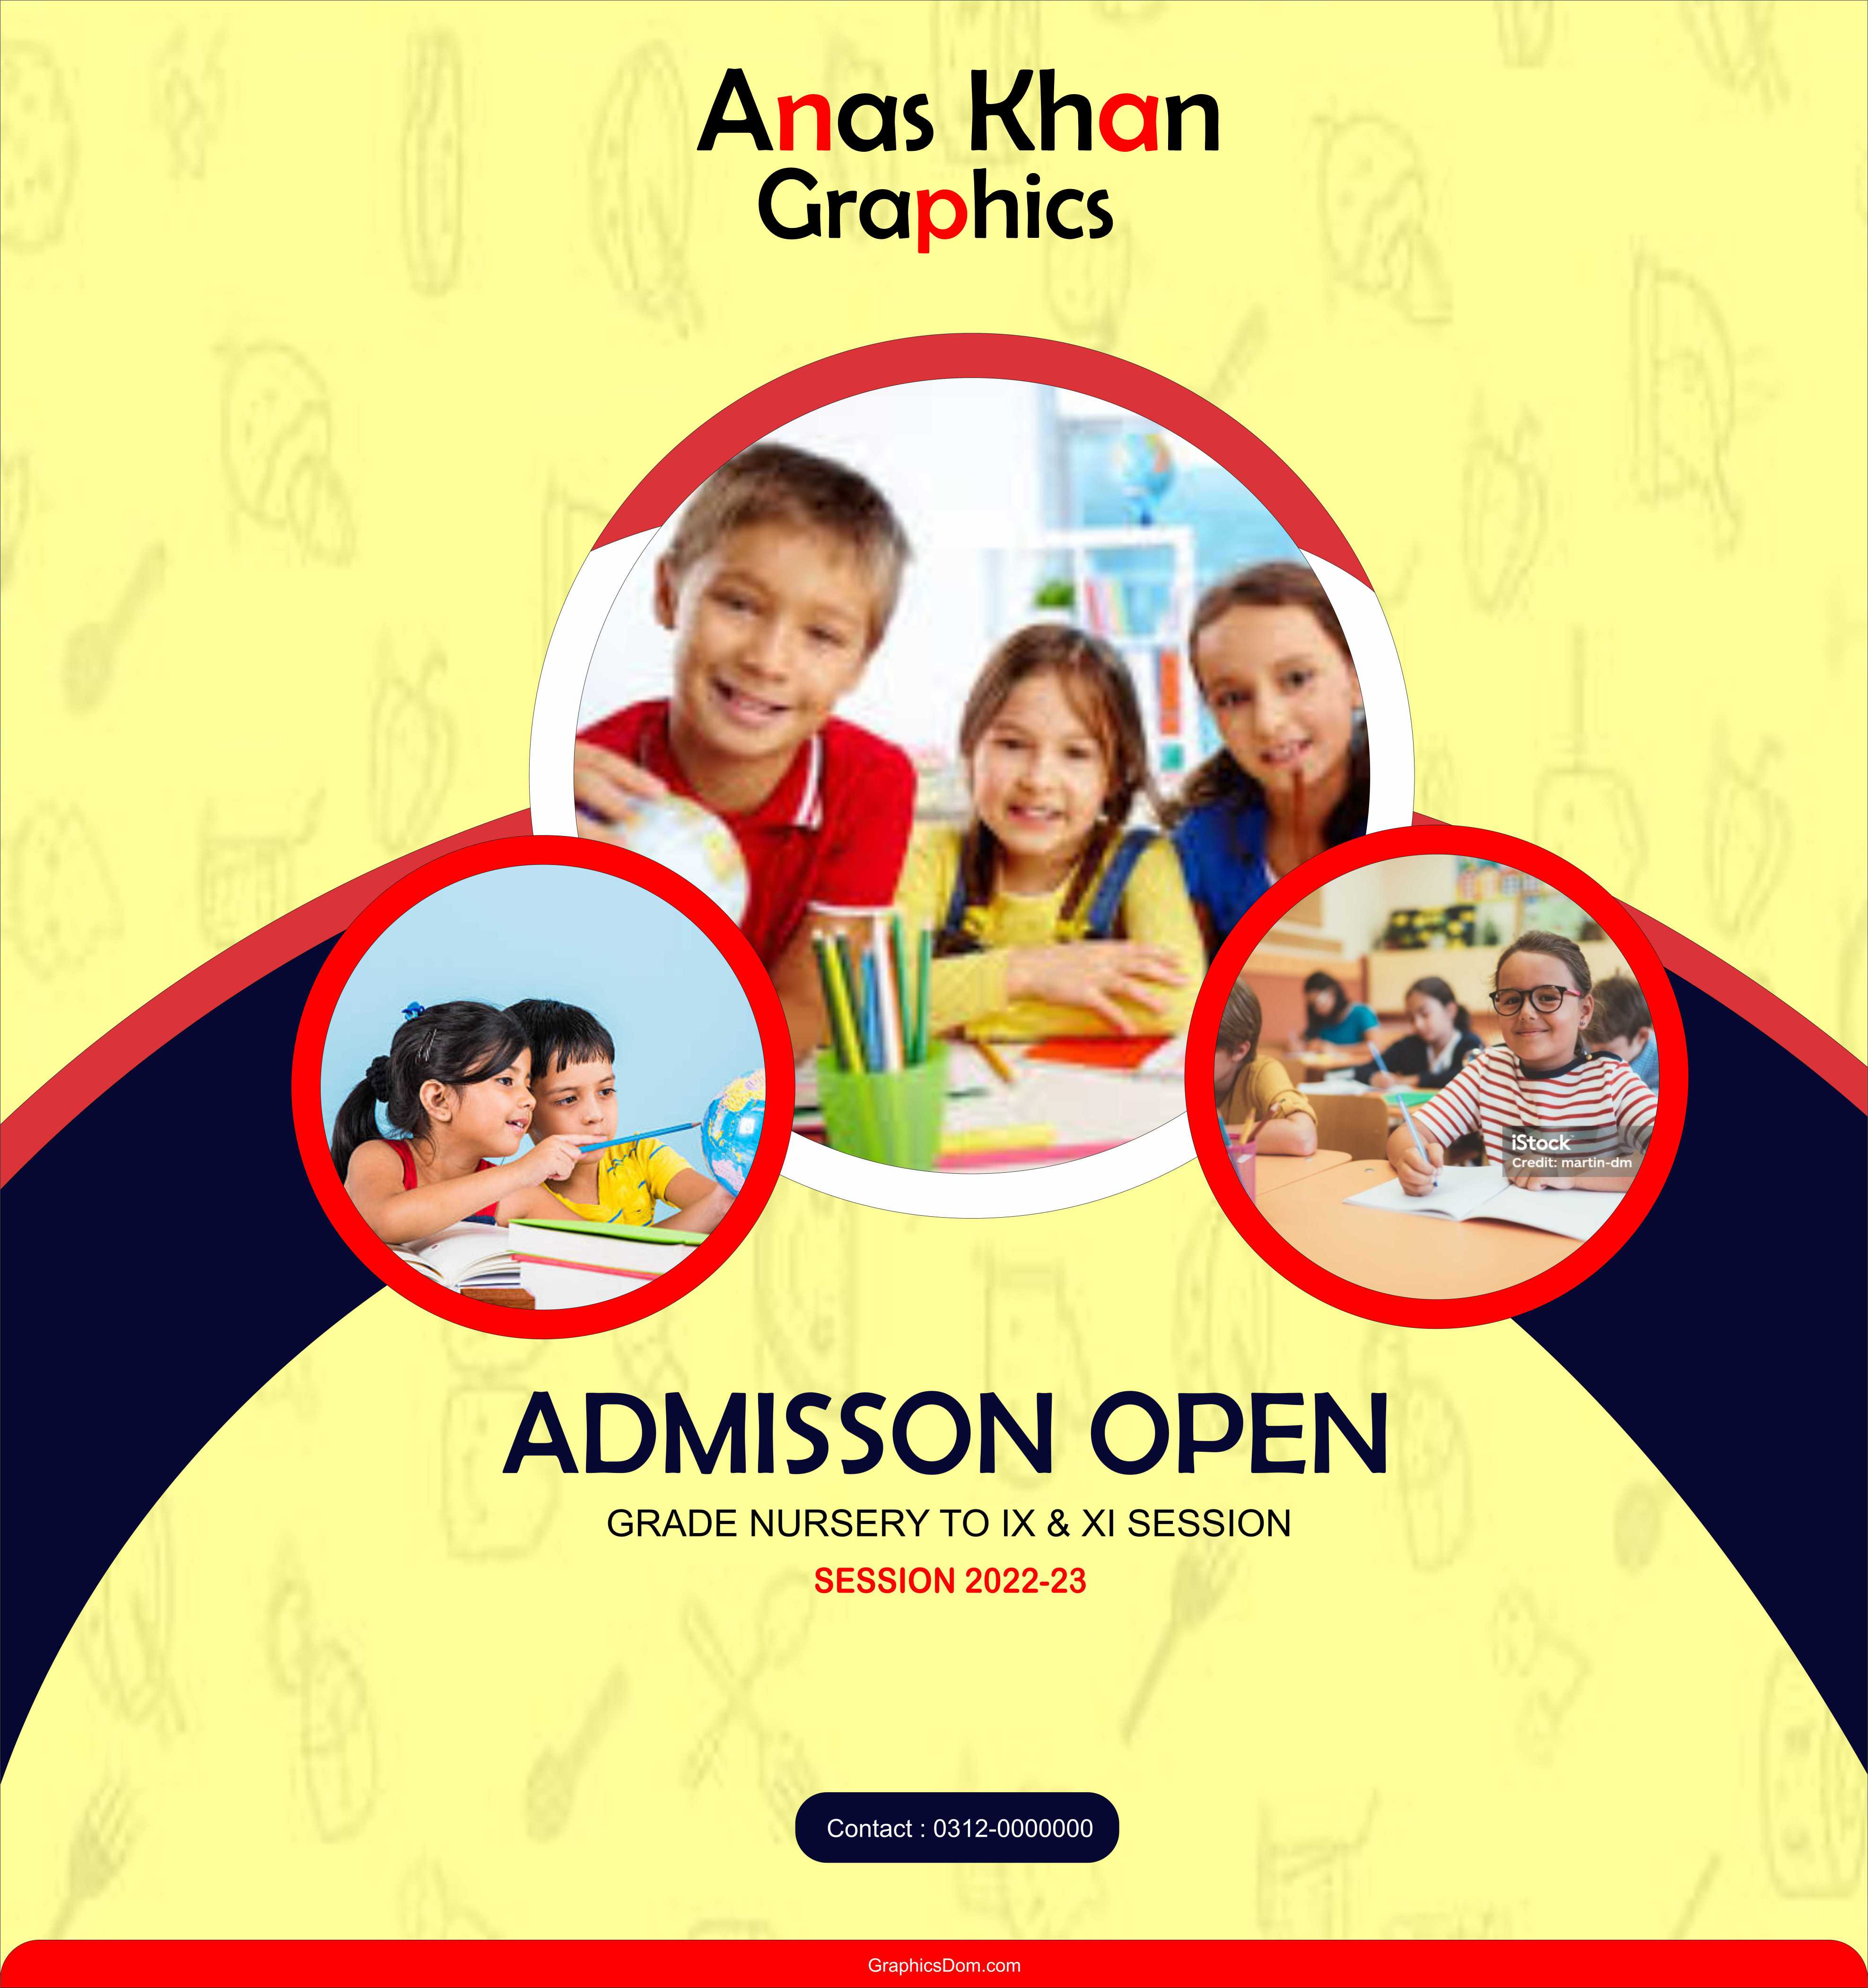 Anas Khan
Graphics
iStock
Credit: martin-dm
ADMISSON OPEN
GRADE NURSERY TO IX & XI SESSION
SESSION 2022-23
Contact : 0312-0000000
GraphicsDom.com